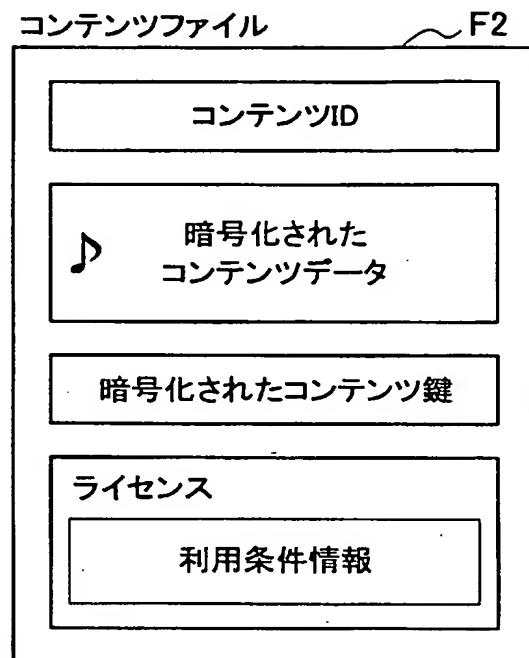 コンテンツファイル F2
コンテンツID
暗号化された
コンテンツデータ
暗号化されたコンテンツ鍵
ライセンス
利用条件情報